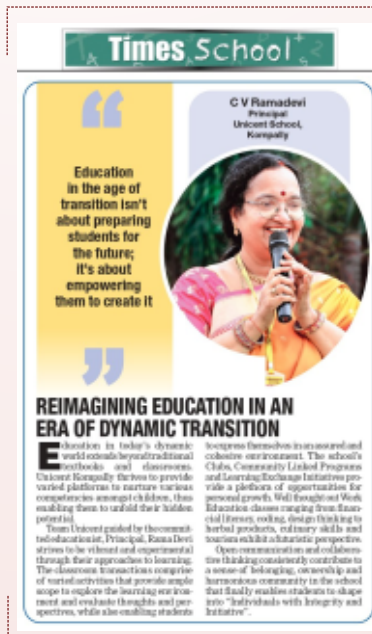 Times School
C V Ramadevi
Principal
Unicent School,
Kompally
Education
in the age of
transition isn't
about preparing
students for
the future;
it's about
empowering
them to create it
REIMAGINING EDUCATION IN AN
ERA OF DYNAMIC TRANSITION
Education in today's dynamic
world extends beyond traditional
textbooks and classrooms.
Unicent Kompally thrives to provide
varied platforms to nurture various
competencies amongst children, thus
enabling them to unfold their hidden
potential.
Team Unicent guided by the commit-
ted educationist, Principal, Rama Devi
strives to be vibrant and experimental
through their approaches to learning.
The classroom transactions comprise
of varied activities that provide ample
scope to explore the learning environ-
ment and evaluate thoughts and per-
spectives, while also enabling students
to express themselves in an assured and
cohesive environment. The school's
Clubs, Community Linked Programs
and Learning Exchange Initiatives pro-
vide a plethora of opportunities for
personal growth. Well thought out Work
Education classes ranging from finan-
cial literacy, coding, design thinking to
herbal products, culinary skills and
tourism exhibit a futuristic perspective.
Open communication and collabora-
tive thinking consistently contribute to
a sense of belonging, ownership and
harmonious community in the school
that finally enables students to shape
into "Individuals with Integrity and
Initiative".